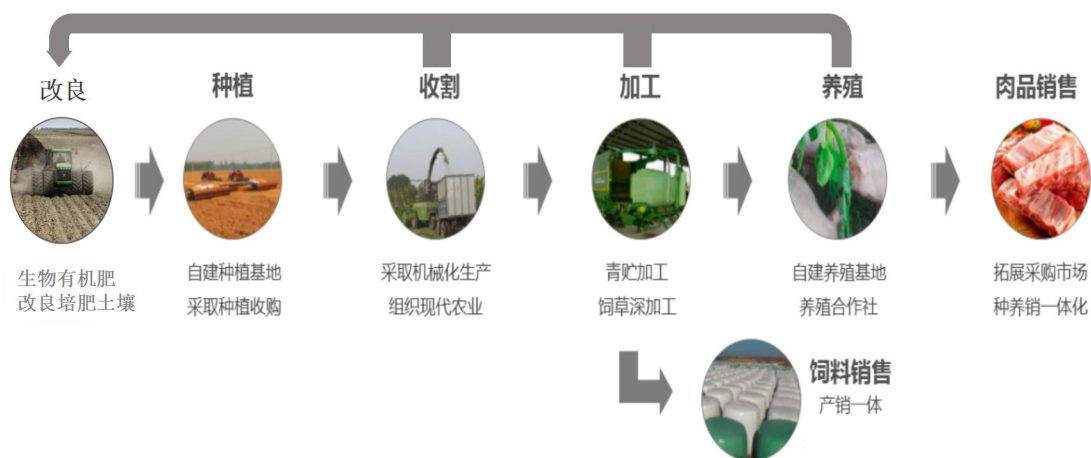 改良
种植
收割
加工
养殖
肉品销售
生物有机肥
改良培肥土壤
自建种植基地
采取种植收购
采取机械化生产
组织现代农业
青贮加工
饲草深加工
自建养殖基地
养殖合作社
拓展采购市场
种养销一体化
饲料销售
产销一体